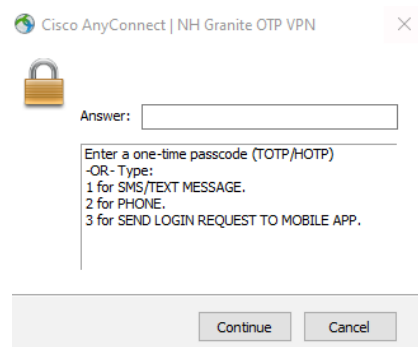 Cisco AnyConnect | NH Granite OTP VPN
Answer:
Enter a one-time passcode (TOTP/HOTP)
-OR- Type:
1 for SMS/TEXT MESSAGE.
2 for PHONE.
3 for SEND LOGIN REQUEST TO MOBILE APP.
Continue Cancel